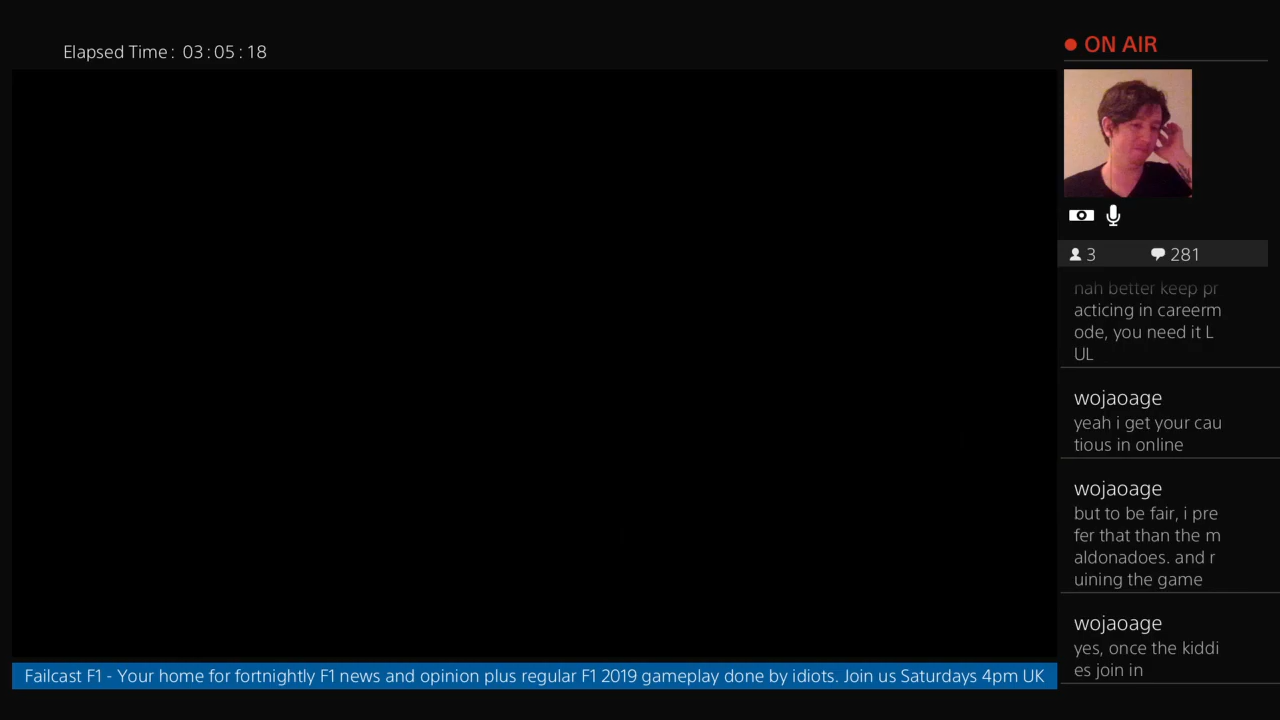 Elapsed Time: 03:05:18
ON AIR
3 281
nah better keep pr
acticing in careerm
ode, you need it L
UL
wojaoage
yeah i get your cau
tious in online
wojaoage
but to be fair, i pre
fer that than the m
aldonadoes. and r
uining the game
wojaoage
yes, once the kiddi
es join in
Failcast F1 - Your home for fortnightly F1 news and opinion plus regular F1 2019 gameplay done by idiots. Join us Saturdays 4pm UK